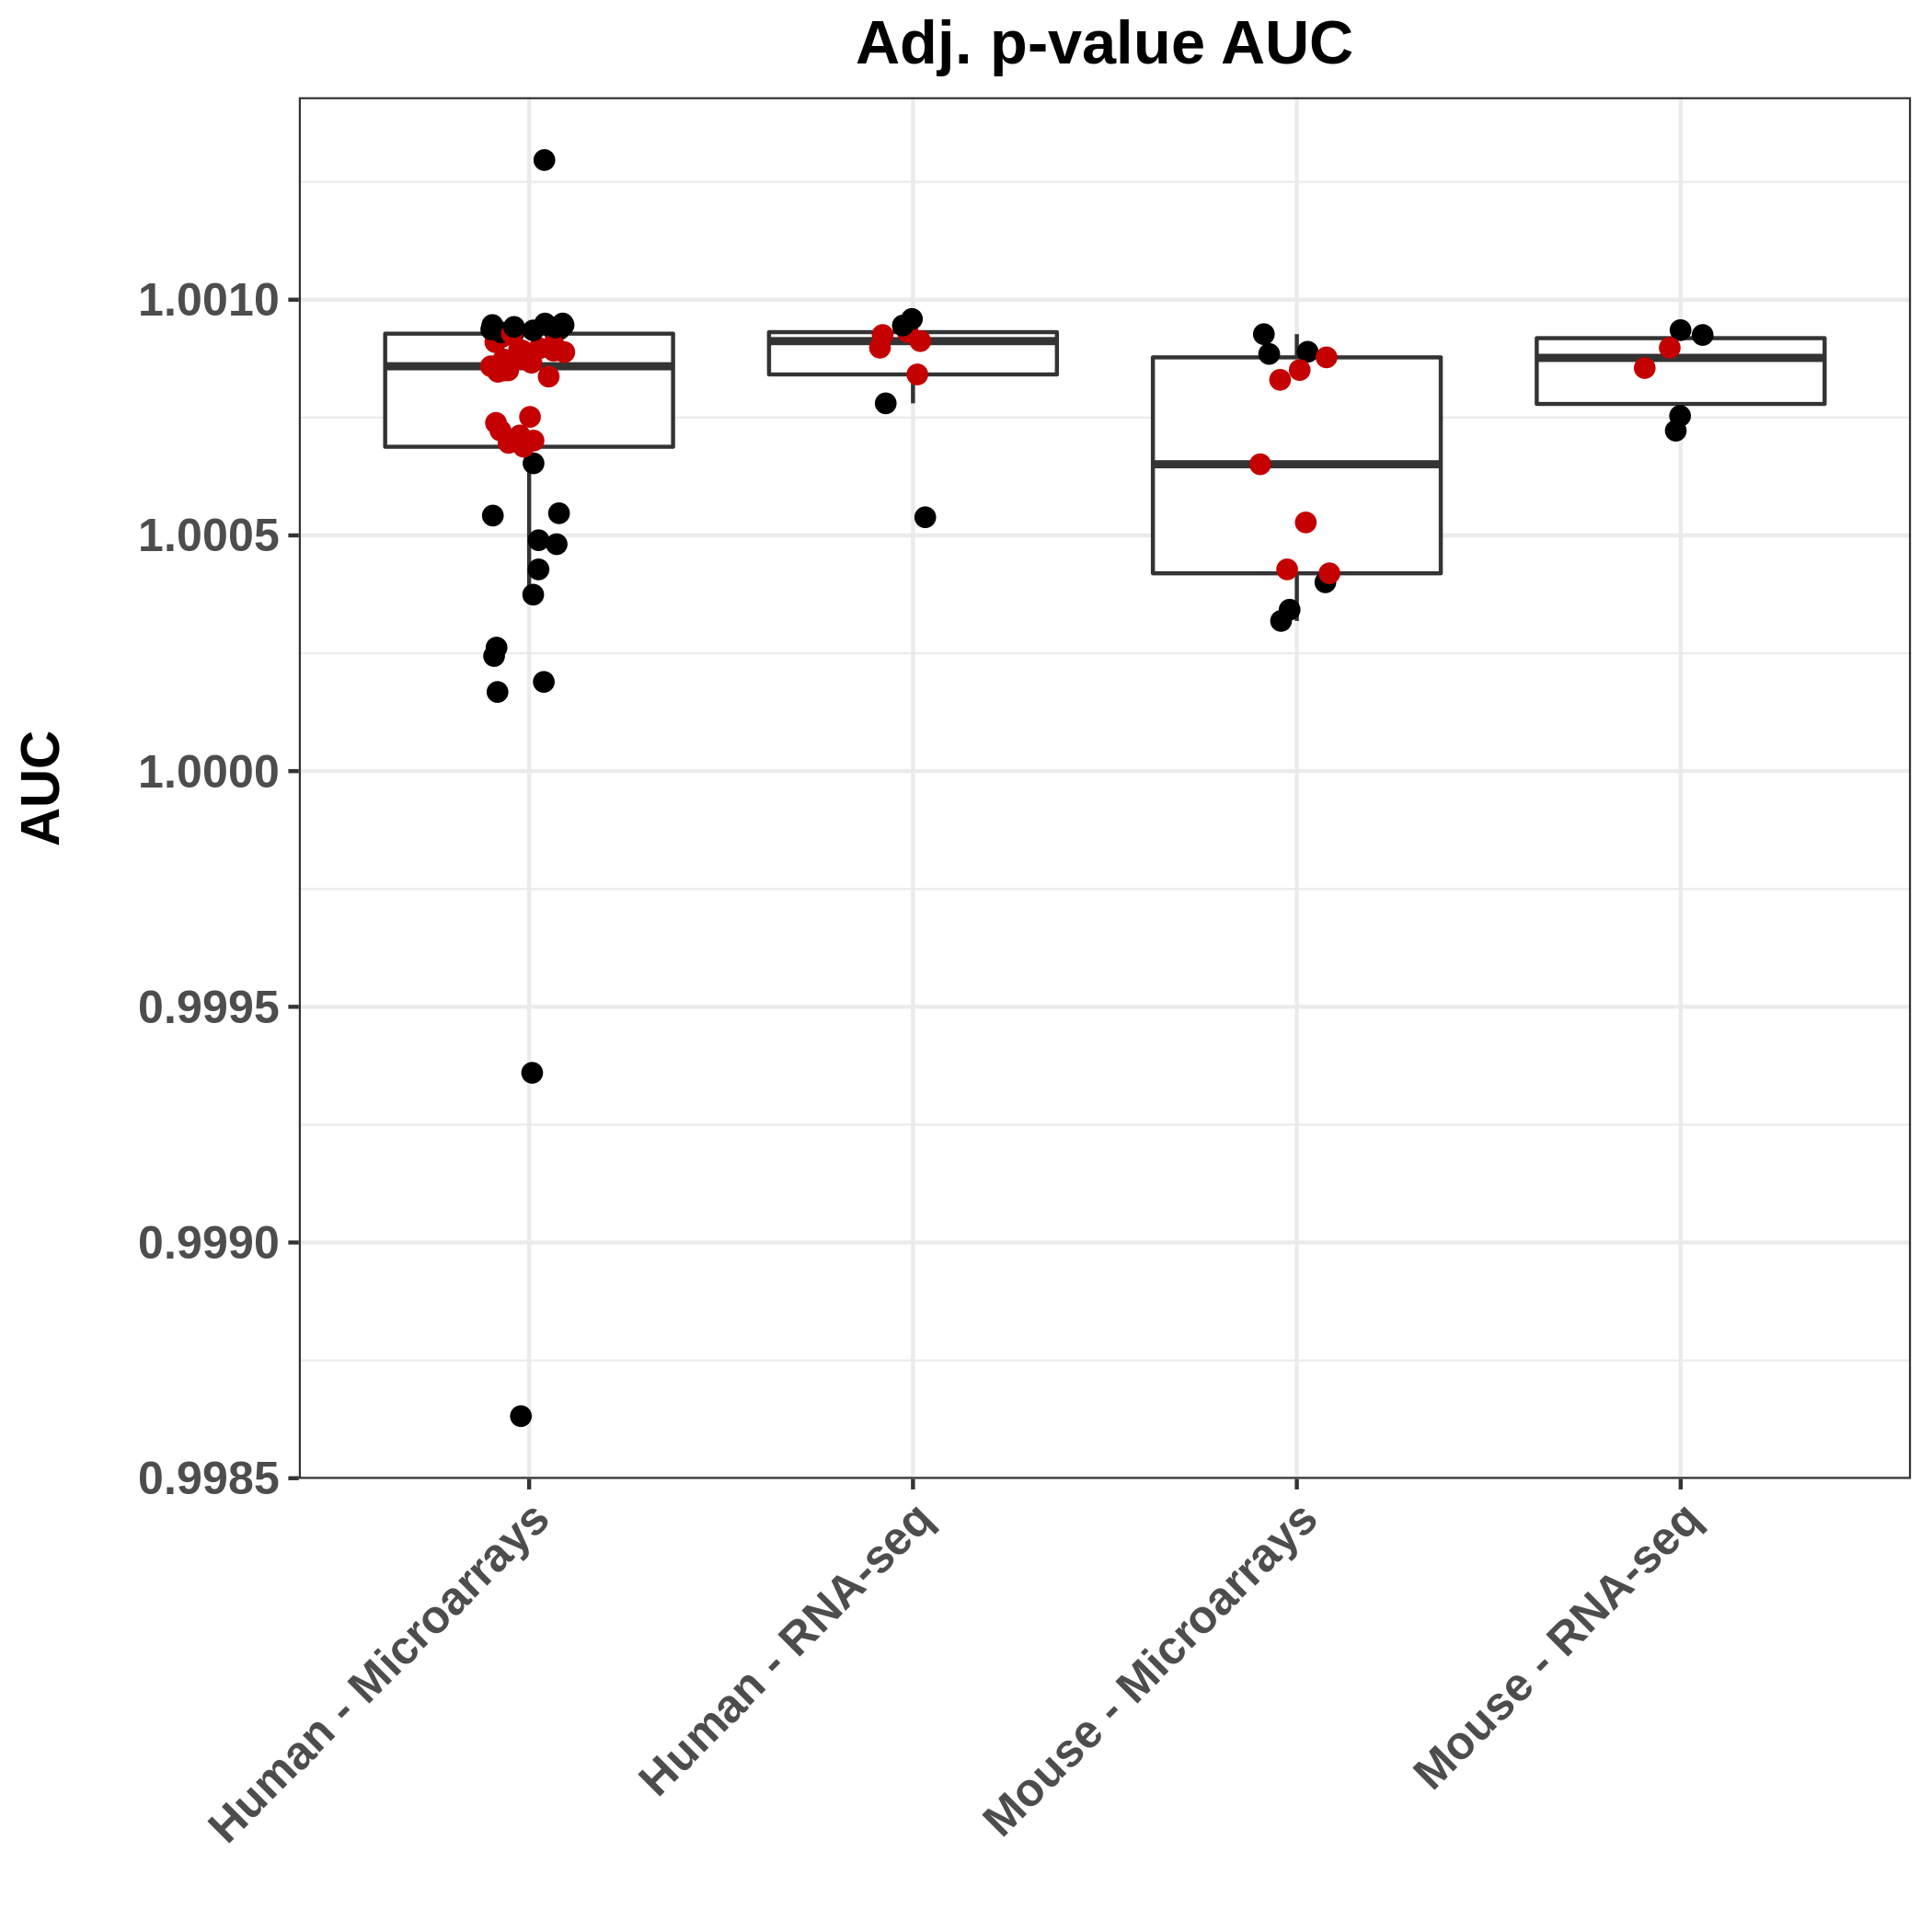 Adj. p-value AUC
AUC
1.0010
1.0005
1.0000
0.9995
0.9990
0.9985
Human - Microarrays
Human - RNA-seq
Mouse - Microarrays
Mouse - RNA-seq